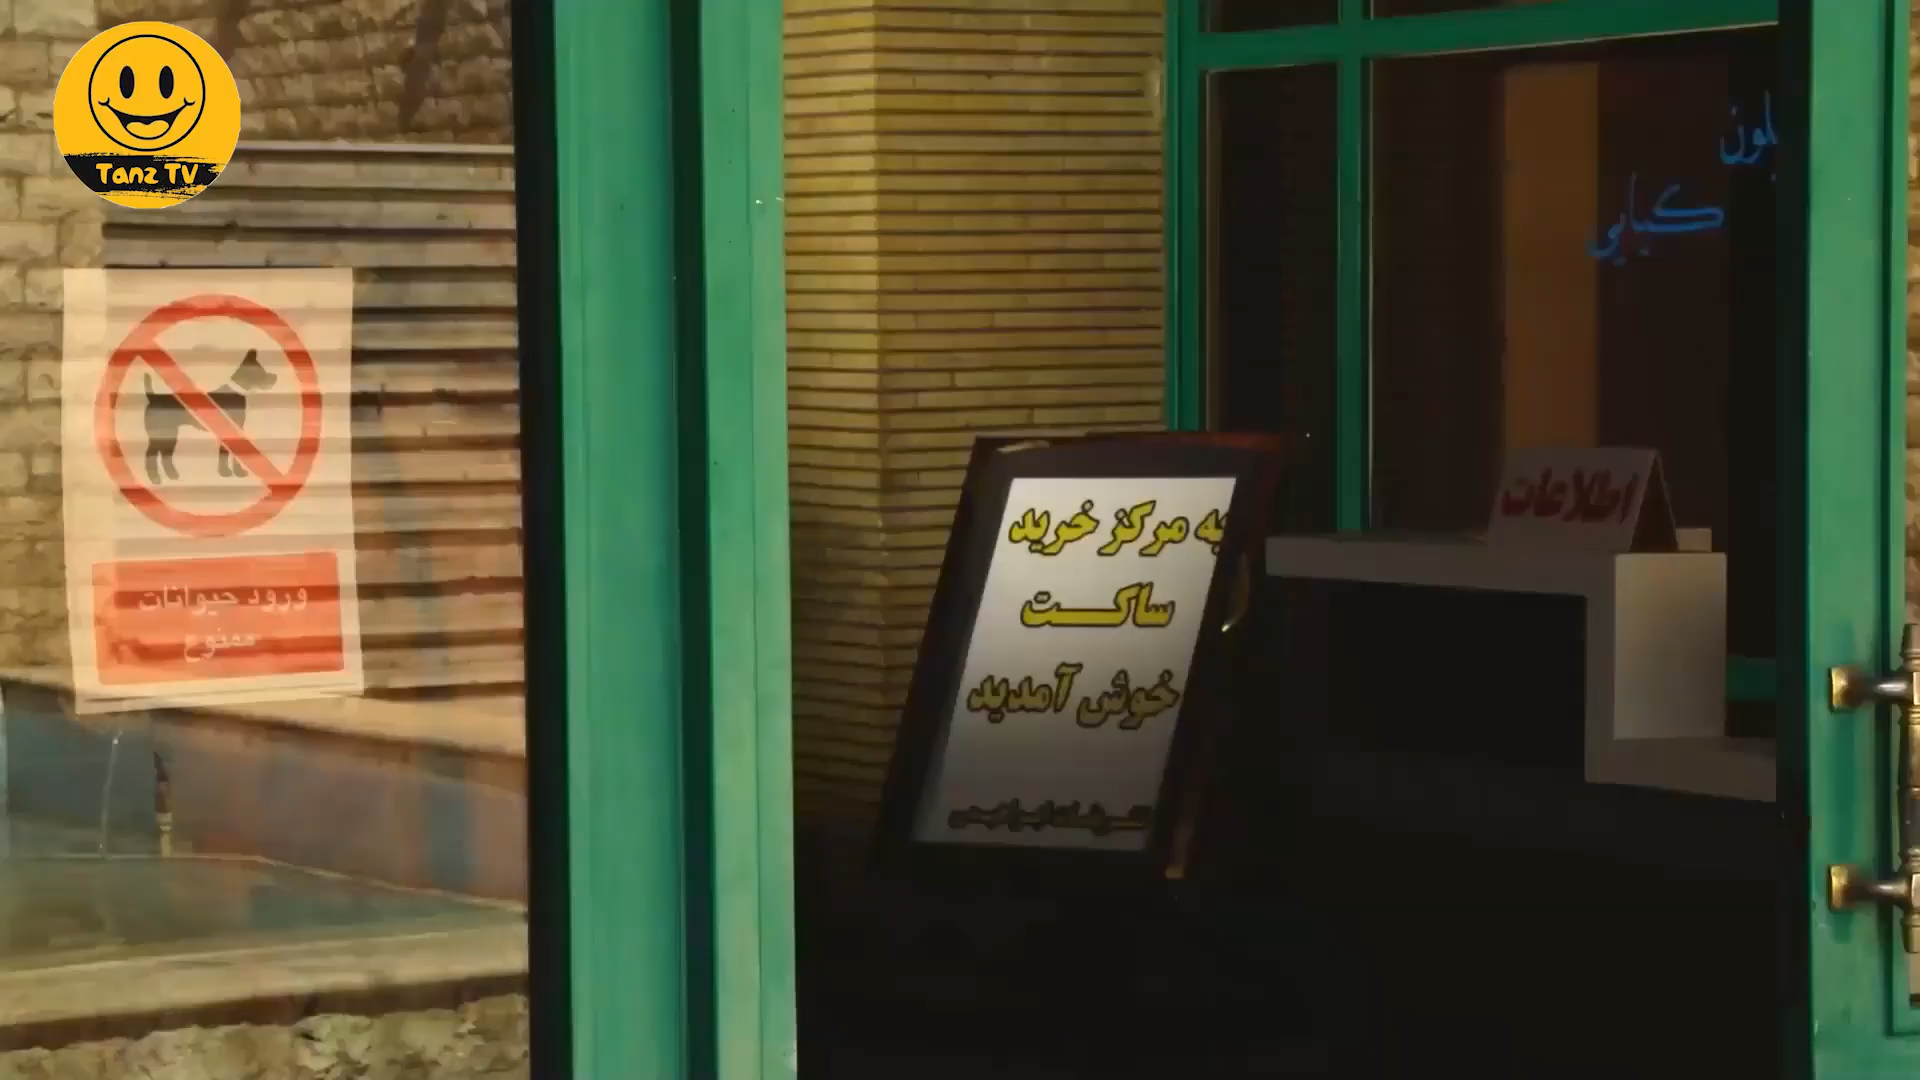 Tanz TV
ورود حیوانات
ممنوع
به مرکز خرید
ساکت
خوش آمدید
اطلاعات
کبابی